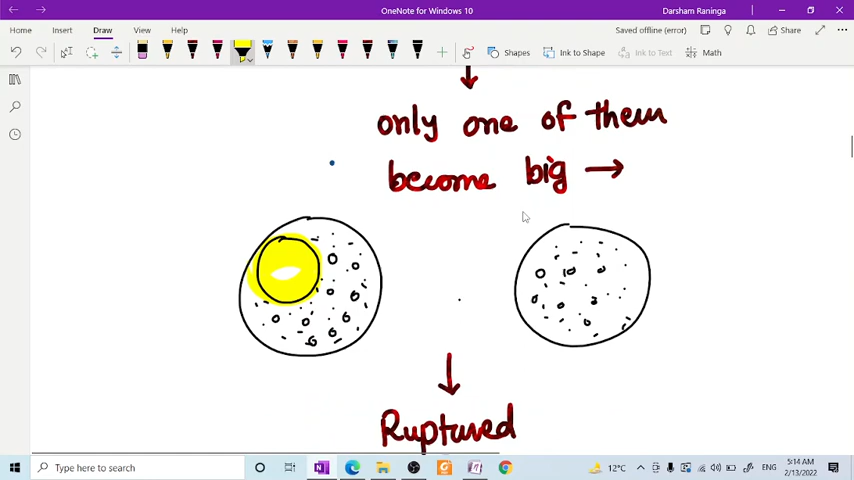 OneNote for Windows 10
Darsham Raninga
Home Insert Draw View Help
Saved offline (error)
Share
Shapes
Ink to Shape
Ink to Text
Math
only one of them
become big →
Ruptured
Type here to search
12°C
ENG
5:14 AM
2/13/2022